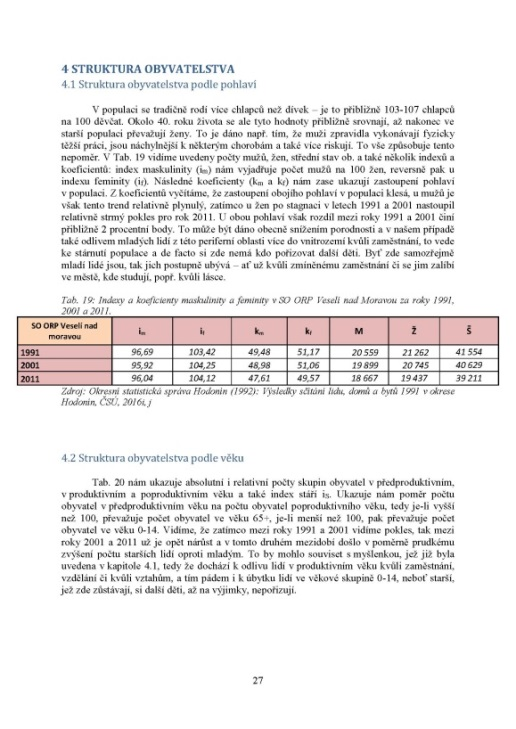 4 STRUKTURA OBYVATELSTVA
4.1 Struktura obyvatelstva podle pohlaví
V populaci se tradičně rodí více chlapců než dívek – je to přibližně 103-107 chlapců
na 100 děvčat. Okolo 40. roku života se ale tyto hodnoty přibližně srovnají, až nakonec ve
starší populaci převažují ženy. To je dáno např. tím, že muži zpravidla vykonávají fyzicky
těžší práci, jsou náchylnější k některým chorobám a také více riskují. To vše způsobuje tento
nepoměr. V Tab. 19 vidíme uvedeny počty mužů, žen, střední stav ob. a také několik indexů a
koeficientů: index maskulinity (im) nám vyjadřuje počet mužů na 100 žen, reversně pak u
indexu feminity (if). Následné koeficienty (km a kf) nám zase ukazují zastoupení pohlaví
v populaci. Z koeficientů vyčítáme, že zastoupení obojího pohlaví v populaci klesá, u mužů je
však tento trend relativně plynulý, zatímco u žen po stagnaci v letech 1991 a 2001 nastoupil
relativně strmý pokles pro rok 2011. U obou pohlaví však rozdíl mezi roky 1991 a 2001 činí
přibližně 2 procentní body. To může být dáno obecně snížením porodnosti a v našem případě
také odlivem mladých lidí z této periferní oblasti více do vnitrozemí kvůli zaměstnání, to vede
ke stárnutí populace a de facto si zde nemá kdo pořizovat další děti. Byť zde samozřejmě
mladí lidé jsou, tak jich postupně ubývá – ať už kvůli zmíněnému zaměstnání či se jim zalíbí
ve městě, kde studují, popř. kvůli lásce.
Tab. 19: Indexy a koeficienty maskulinity a feminity v SO ORP Veselí nad Moravou za roky 1991,
2001 a 2011.
SO ORP Veselí nad moravou im if km kf M Ž Š
1991 96,69 103,42 49,48 51,17 20 559 21 262 41 554
2001 95,92 104,25 48,98 51,06 19 899 20 745 40 629
2011 96,04 104,12 47,61 49,57 18 667 19 437 39 211
Zdroj: Okresní statistická správa Hodonín (1992): Výsledky sčítání lidu, domů a bytů 1991 v okrese
Hodonín, ČSÚ, 2016i, j
4.2 Struktura obyvatelstva podle věku
Tab. 20 nám ukazuje absolutní i relativní počty skupin obyvatel v předproduktivním,
v produktivním a poproduktivním věku a také index stáří is. Ukazuje nám poměr počtu
obyvatel v předproduktivním věku na počtu obyvatel poproduktivního věku, tedy je-li vyšší
než 100, převažuje počet obyvatel ve věku 65+, je-li menší než 100, pak převažuje počet
obyvatel ve věku 0-14. Vidíme, že zatímco mezi roky 1991 a 2001 vidíme pokles, tak mezi
roky 2001 a 2011 už je opět nárůst a v tomto druhém mezidobí došlo v poměrně prudkému
zvýšení počtu starších lidí oproti mladým. To by mohlo souviset s myšlenkou, jež již byla
uvedena v kapitole 4.1, tedy že dochází k odlivu lidí v produktivním věku kvůli zaměstnání,
vzdělání či kvůli vztahům, a tím pádem i k úbytku lidí ve věkové skupině 0-14, neboť starší,
jež zde zůstávají, si další děti, až na výjimky, nepořizují.
27